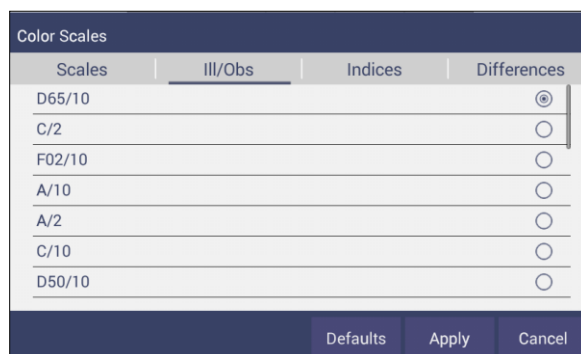 Color Scales
Scales Ill/Obs Indices Differences
D65/10
C/2
F02/10
A/10
A/2
C/10
D50/10
Defaults Apply Cancel